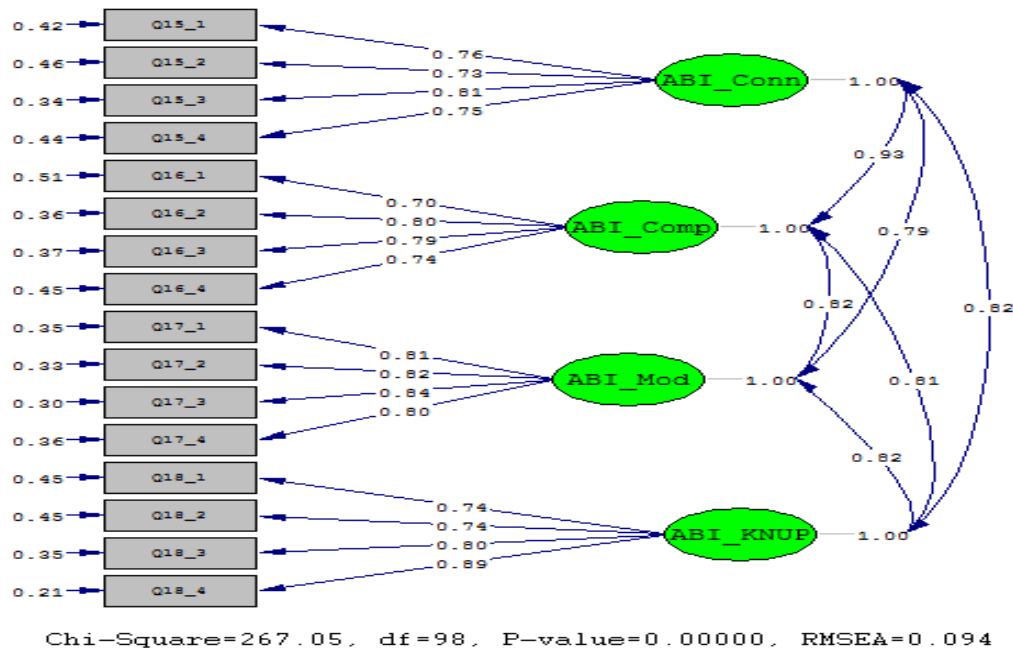 0.42 Q15_1
0.46 Q15_2
0.34 Q15_3
0.44 Q15_4
0.51 Q16_1
0.36 Q16_2
0.37 Q16_3
0.45 Q16_4
0.35 Q17_1
0.33 Q17_2
0.30 Q17_3
0.36 Q17_4
0.45 Q18_1
0.45 Q18_2
0.35 Q18_3
0.21 Q18_4
0.76
0.73
0.81
0.75
0.70
0.80
0.79
0.74
0.81
0.82
0.84
0.80
0.74
0.74
0.80
0.89
ABI_Conn 1.00
ABI_Comp 1.00
ABI_Mod 1.00
ABI_KNUP 1.00
0.93
0.79
0.82
0.82
0.81
0.82
Chi-Square=267.05, df=98, P-value=0.00000, RMSEA=0.094